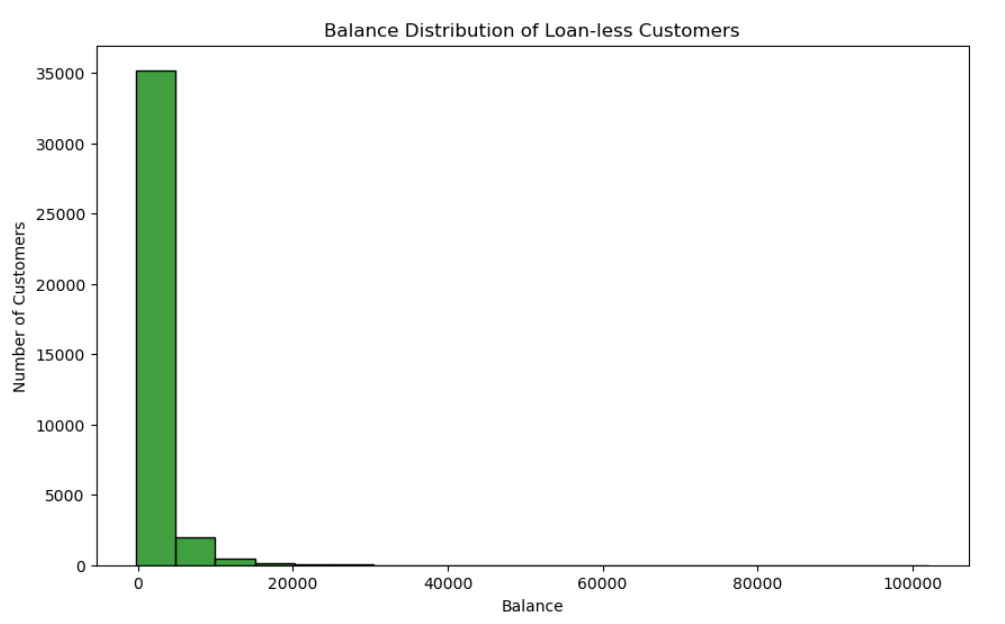 Balance Distribution of Loan-less Customers
Number of Customers
35000
30000
25000
20000
15000
10000
5000
0
0 20000 40000 60000 80000 100000
Balance